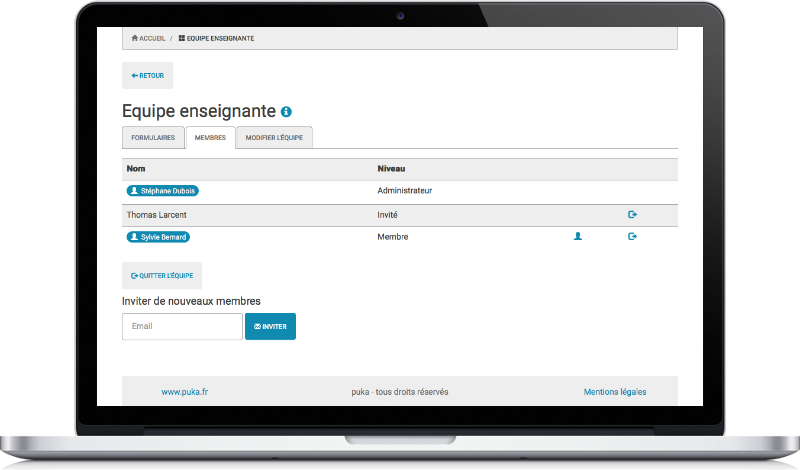 ACCUEIL / EQUIPE ENSEIGNANTE
RETOUR
Equipe enseignante
FORMULAIRES MEMBRES MODIFIER L'ÉQUIPE
Nom Niveau
Stéphane Dubois Administrateur
Thomas Larcent Invité
Sylvie Bernard Membre
QUITTER L'ÉQUIPE
Inviter de nouveaux membres
Email INVITER
www.puka.fr puka - tous droits réservés Mentions légales